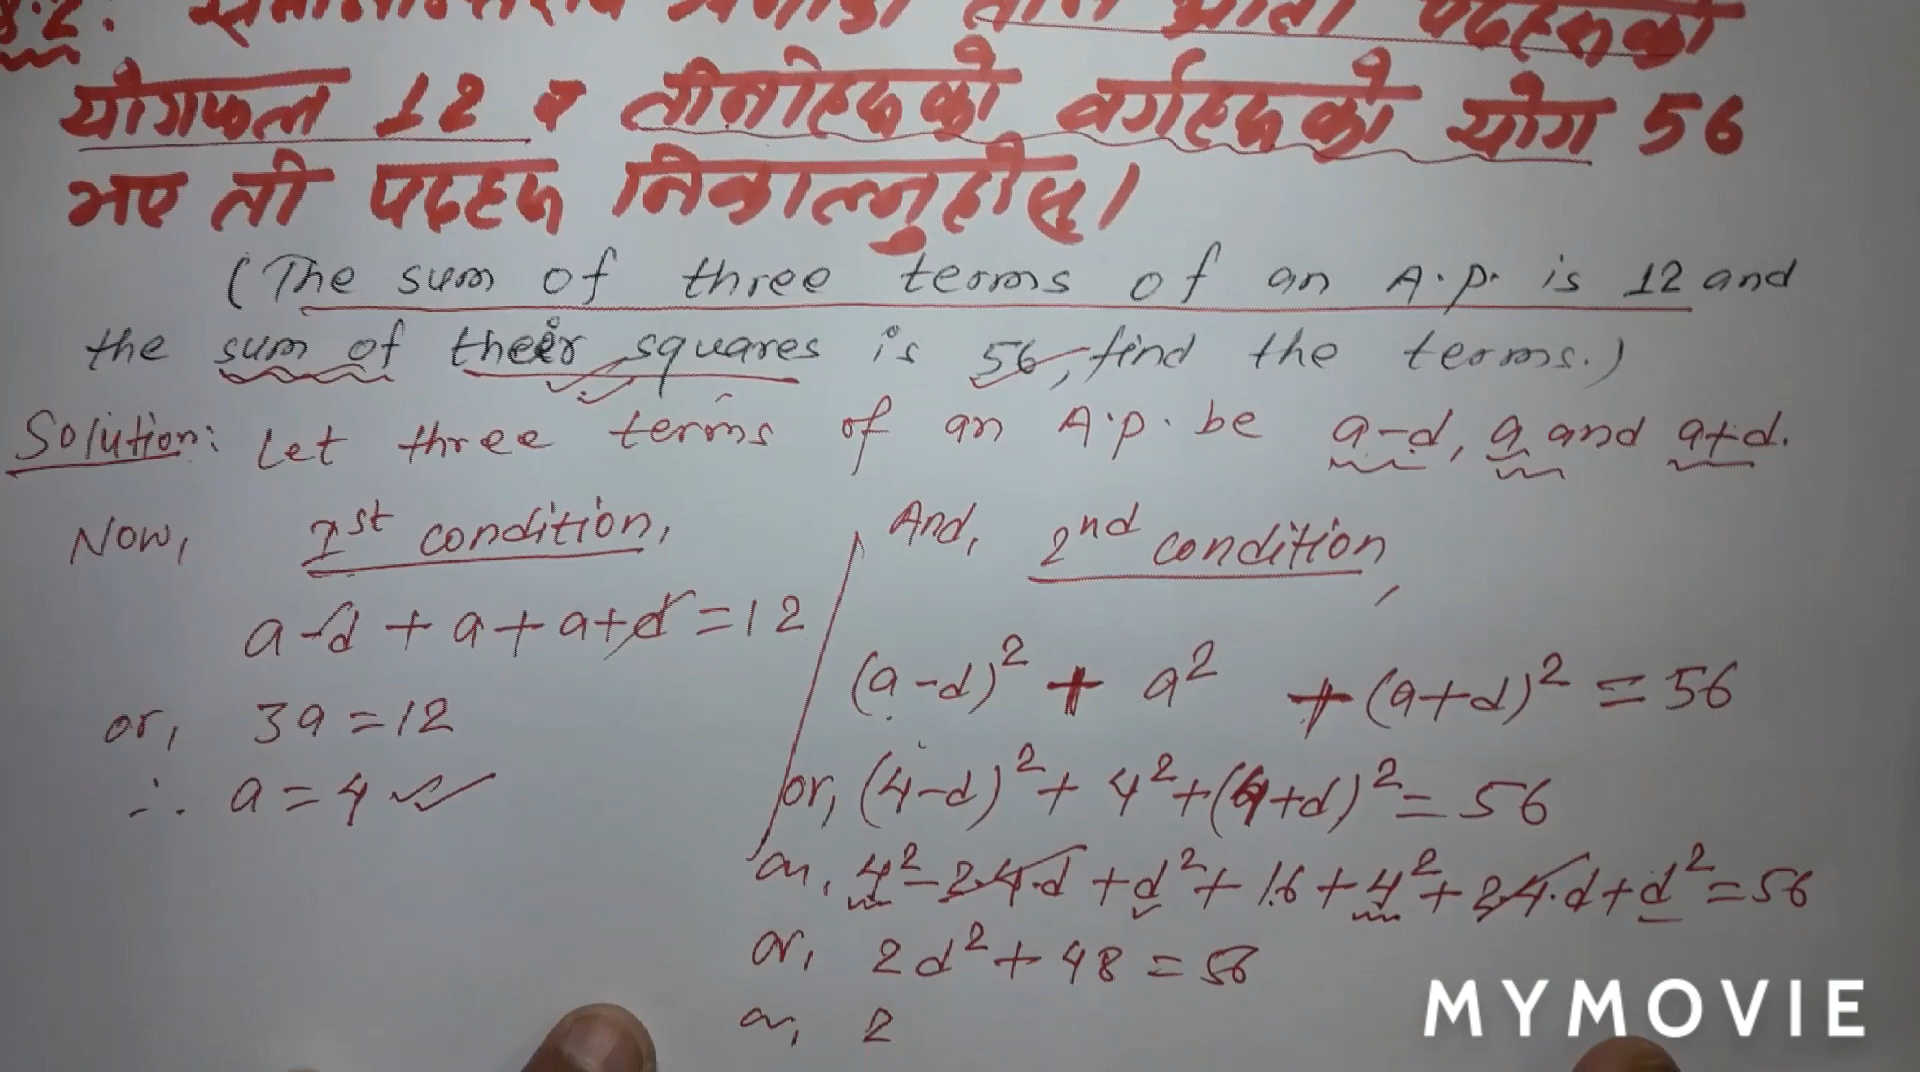 योगफल 12 व तीनोहरूको वर्गहरूको योग 56
भए ती पदहरू निकाल्नुहोस्।
(The sum of three terms of an A.P. is 12 and
the sum of their squares is 56, find the terms.)
Solution: Let three terms of an A.P. be a-d, a and a+d.
Now, 1st condition,
a-d + a + a+d = 12
or, 3a = 12
∴ a = 4
And, 2nd condition,
(a-d)² + a² + (a+d)² = 56
or, (4-d)² + 4² + (4+d)² = 56
or, 4² - 2·4·d + d² + 16 + 4² + 2·4·d + d² = 56
or, 2d² + 48 = 56
or, 2
MYMOVIE